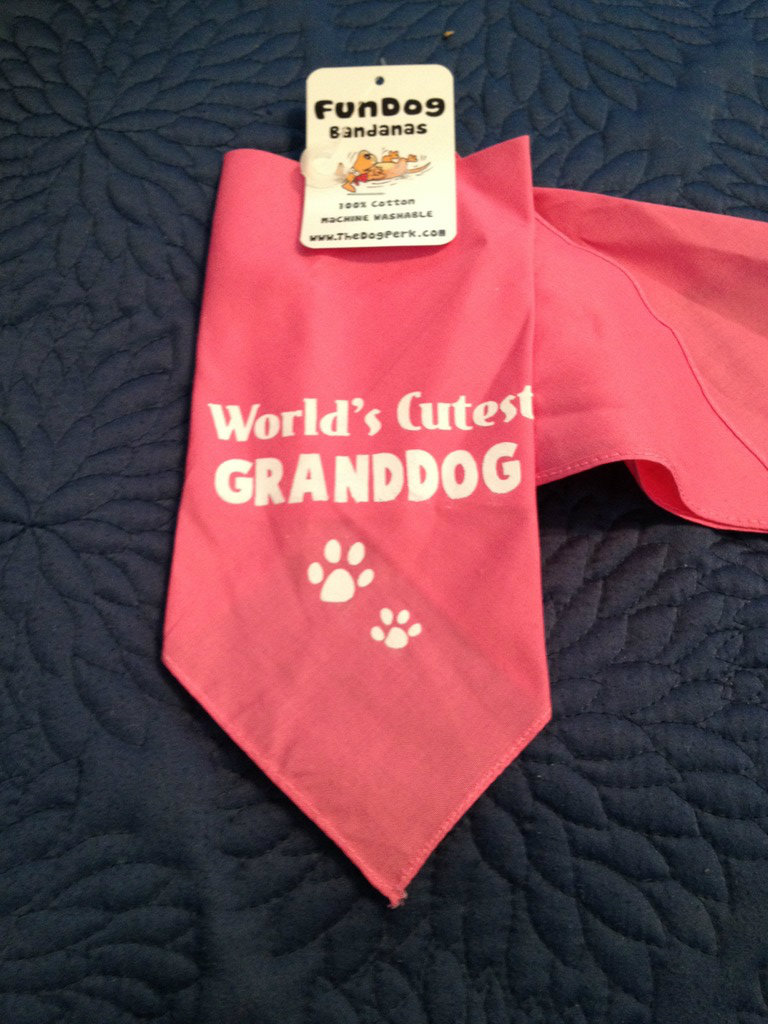 FunDog
Bandanas
100% Cotton
Machine Washable
www.TheDogPerk.com
World's Cutest
GRANDDOG